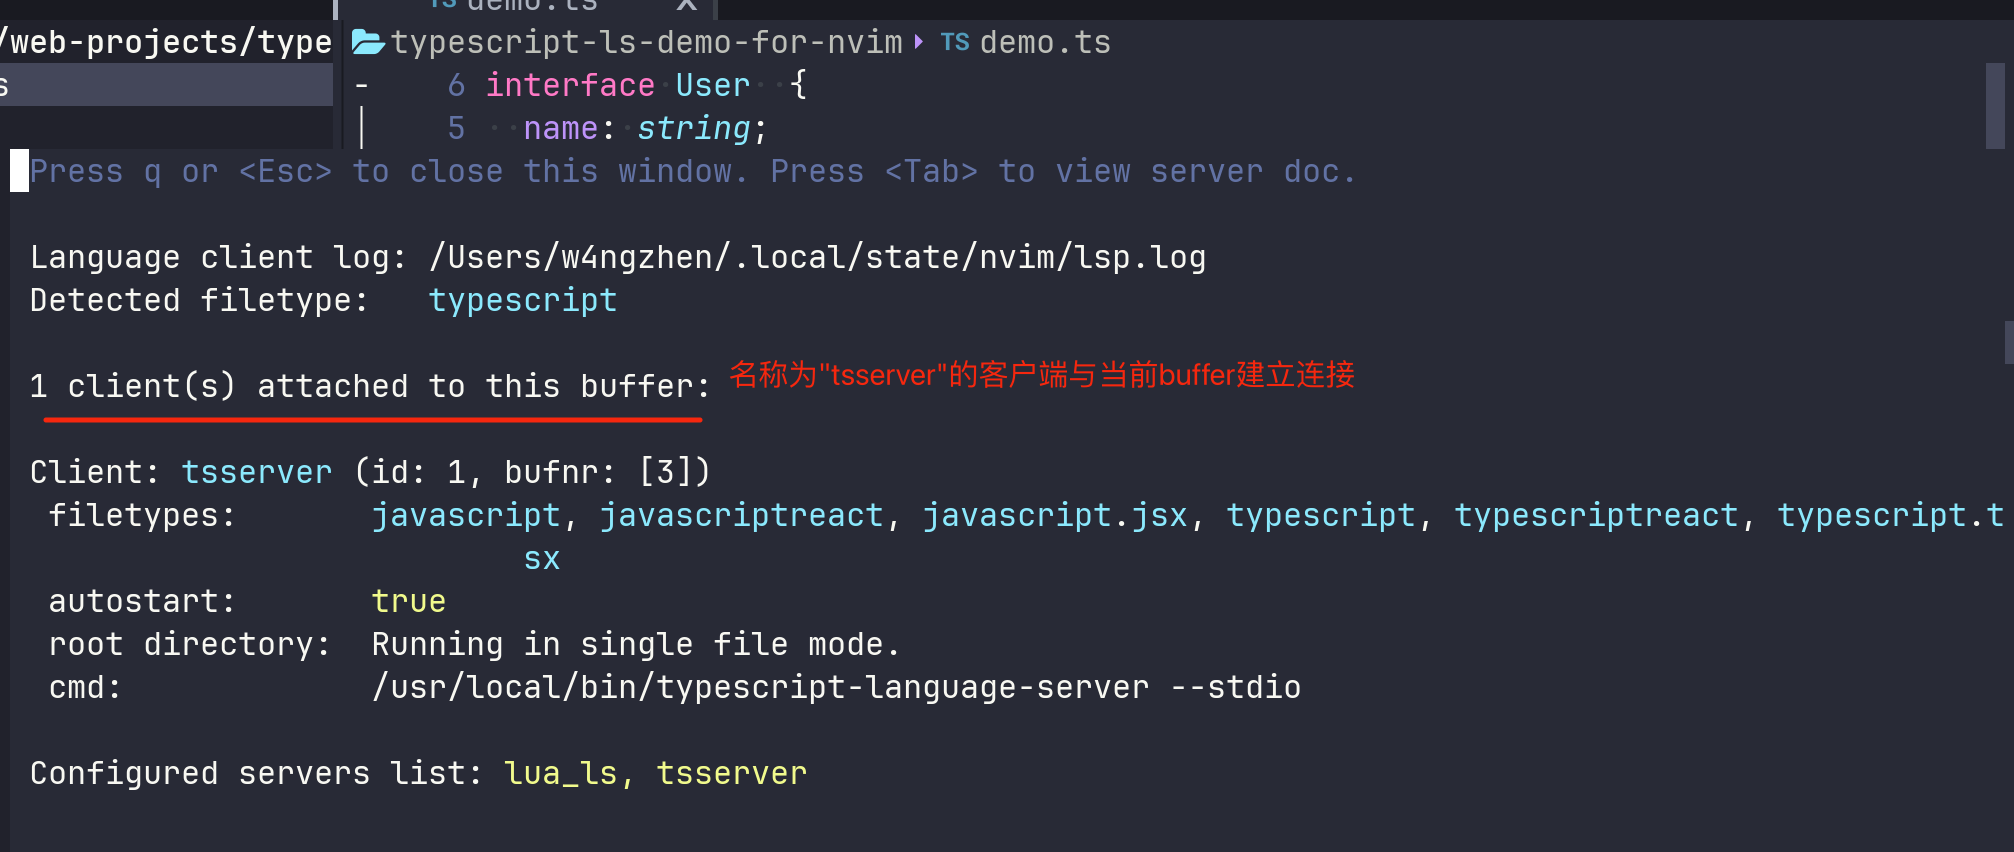 TS demo.ts X
/web-projects/type
typescript-ls-demo-for-nvim TS demo.ts
s
- 6 interface User {
5 name: string;
Press q or <Esc> to close this window. Press <Tab> to view server doc.
Language client log: /Users/w4ngzhen/.local/state/nvim/lsp.log
Detected filetype: typescript
1 client(s) attached to this buffer:
名称为"tsserver"的客户端与当前buffer建立连接
Client: tsserver (id: 1, bufnr: [3])
filetypes: javascript, javascriptreact, javascript.jsx, typescript, typescriptreact, typescript.t
sx
autostart: true
root directory: Running in single file mode.
cmd: /usr/local/bin/typescript-language-server --stdio
Configured servers list: lua_ls, tsserver